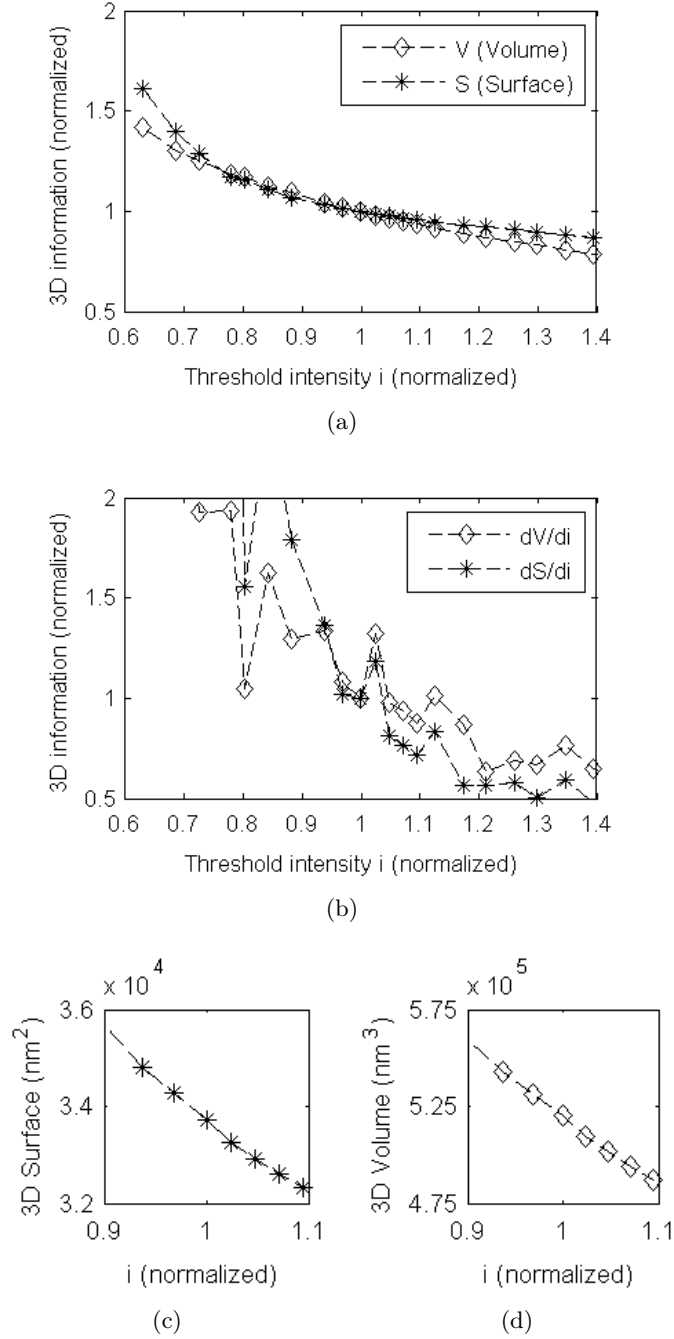 2
1.5
1
0.5
3D information (normalized)
V (Volume)
S (Surface)
0.6 0.7 0.8 0.9 1 1.1 1.2 1.3 1.4
Threshold intensity i (normalized)
(a)
2
1.5
1
0.5
3D information (normalized)
dV/di
dS/di
0.6 0.7 0.8 0.9 1 1.1 1.2 1.3 1.4
Threshold intensity i (normalized)
(b)
x 10^4
3.6
3.4
3.2
3D Surface (nm^2)
0.9 1 1.1
i (normalized)
(c)
x 10^5
5.75
5.25
4.75
3D Volume (nm^3)
0.9 1 1.1
i (normalized)
(d)